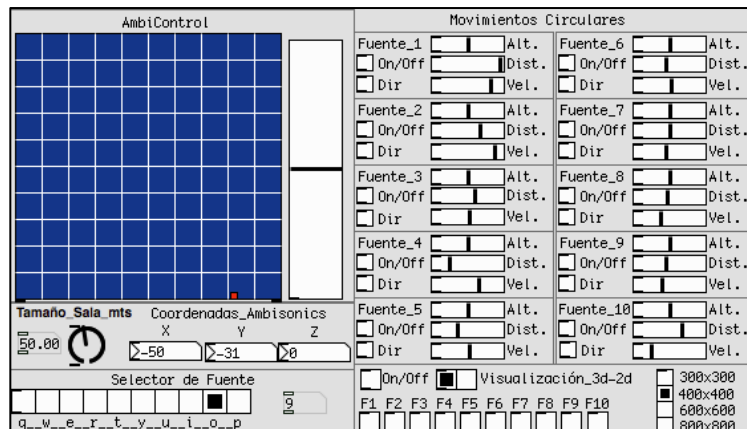 AmbiControl
Tamaño_Sala_mts
Coordenadas_Ambisonics
X
Y
Z
50.00
-50
-31
0
Selector de Fuente
9
q__w__e__r__t__y__u__i__o__p
Movimientos Circulares
Fuente_1
Alt.
On/Off
Dist.
Dir
Vel.
Fuente_2
Alt.
On/Off
Dist.
Dir
Vel.
Fuente_3
Alt.
On/Off
Dist.
Dir
Vel.
Fuente_4
Alt.
On/Off
Dist.
Dir
Vel.
Fuente_5
Alt.
On/Off
Dist.
Dir
Vel.
Fuente_6
Alt.
On/Off
Dist.
Dir
Vel.
Fuente_7
Alt.
On/Off
Dist.
Dir
Vel.
Fuente_8
Alt.
On/Off
Dist.
Dir
Vel.
Fuente_9
Alt.
On/Off
Dist.
Dir
Vel.
Fuente_10
Alt.
On/Off
Dist.
Dir
Vel.
On/Off
Visualización_3d-2d
F1 F2 F3 F4 F5 F6 F7 F8 F9 F10
300x300
400x400
600x600
800x800